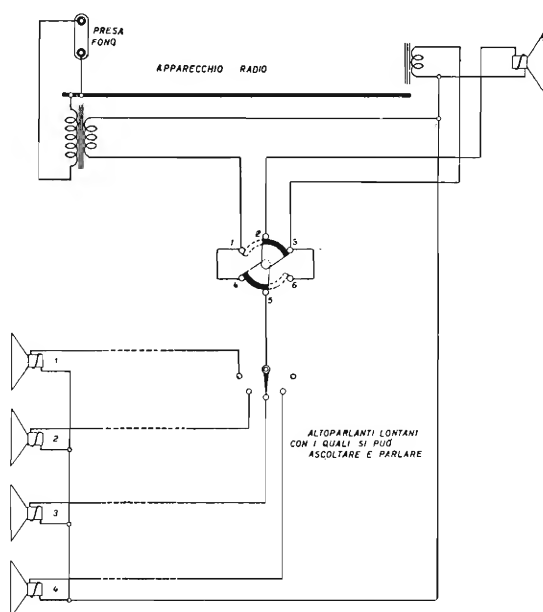 PRESA
FONO
APPARECCHIO RADIO
1
2
3
4
5
6
1
2
3
4
ALTOPARLANTI LONTANI
CON I QUALI SI PUÒ
ASCOLTARE E PARLARE